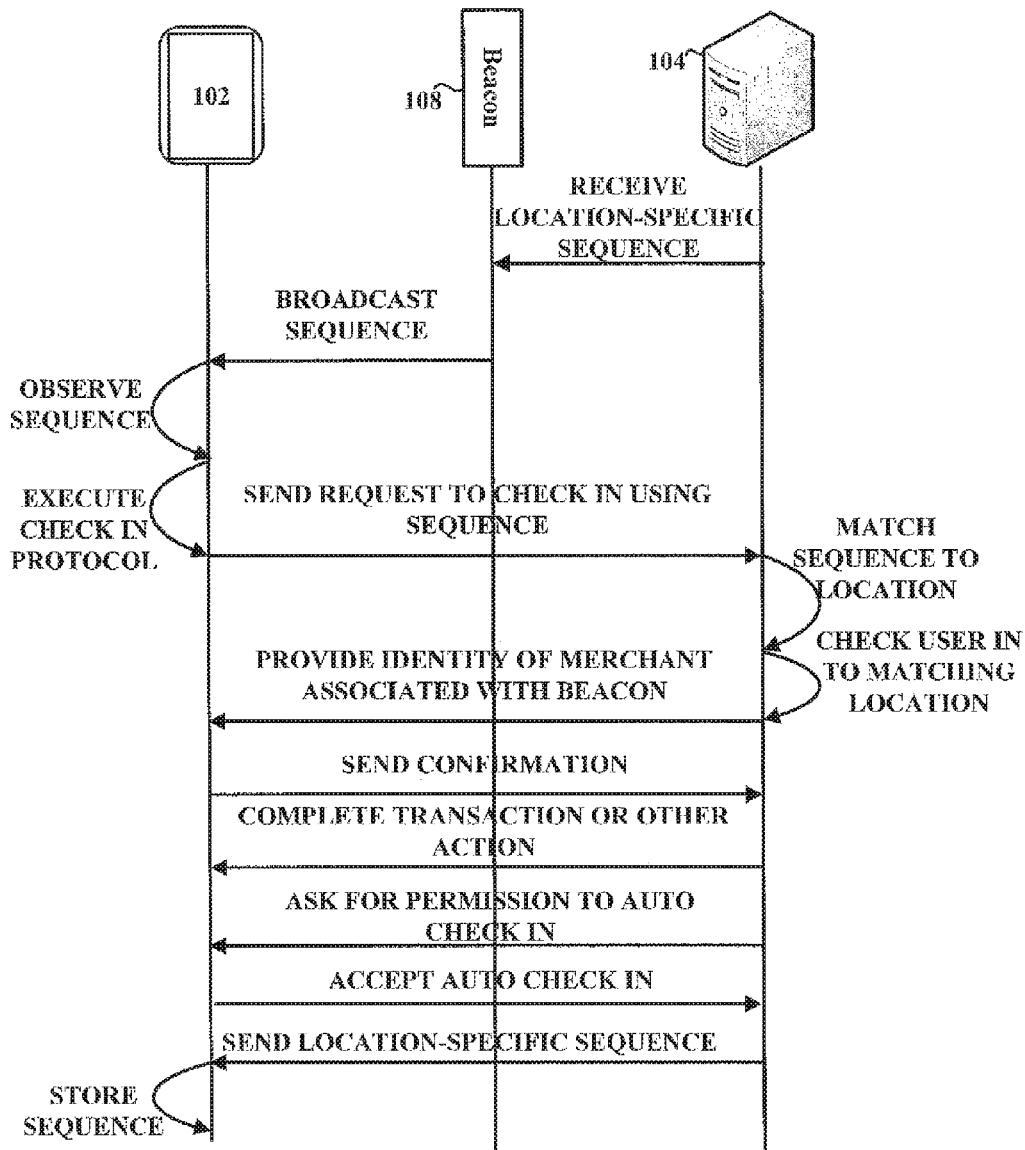 102
108
Beacon
104
RECEIVE
LOCATION-SPECIFIC
SEQUENCE
BROADCAST
SEQUENCE
OBSERVE
SEQUENCE
EXECUTE
CHECK IN
PROTOCOL
SEND REQUEST TO CHECK IN USING
SEQUENCE
MATCH
SEQUENCE TO
LOCATION
CHECK USER IN
TO MATCHING
LOCATION
PROVIDE IDENTITY OF MERCHANT
ASSOCIATED WITH BEACON
SEND CONFIRMATION
COMPLETE TRANSACTION OR OTHER
ACTION
ASK FOR PERMISSION TO AUTO
CHECK IN
ACCEPT AUTO CHECK IN
SEND LOCATION-SPECIFIC SEQUENCE
STORE
SEQUENCE